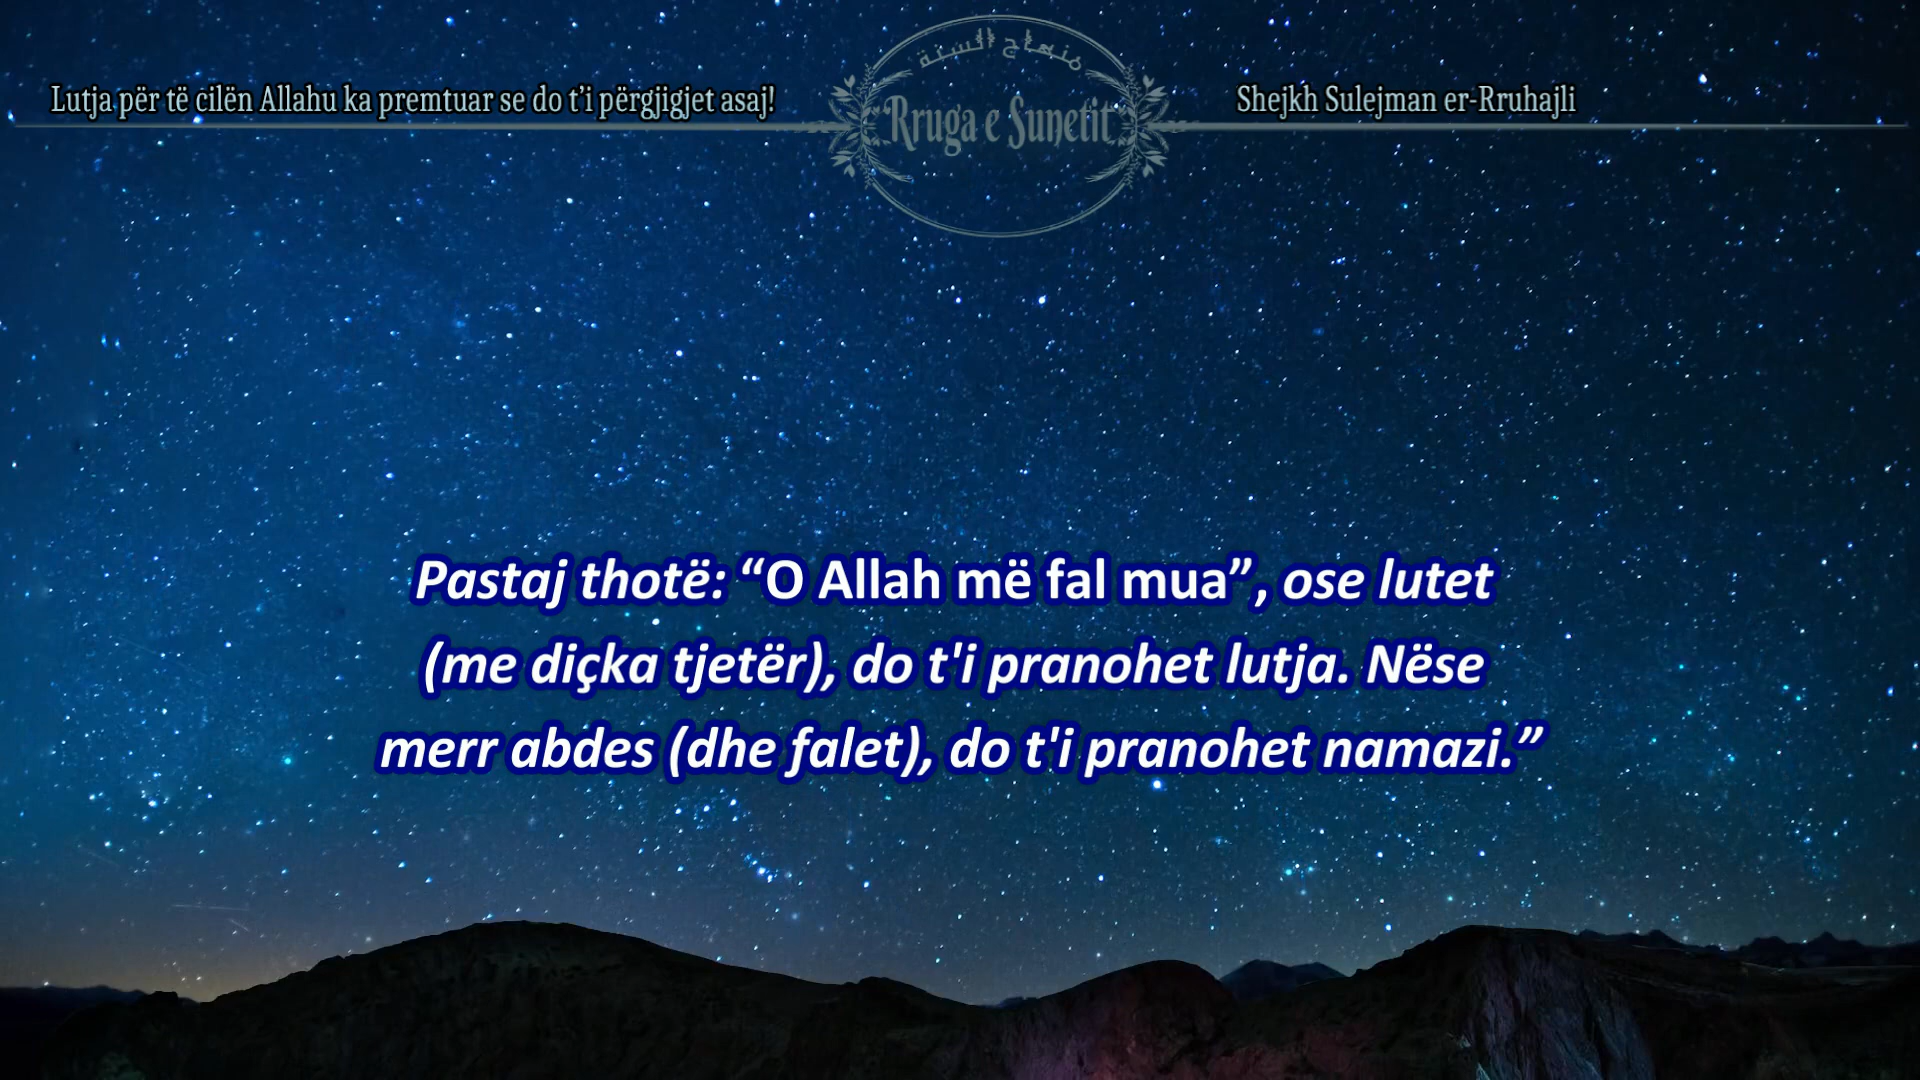 Lutja për të cilën Allahu ka premtuar se do t’i përgjigjet asaj!
منهاج السنة
Rruga e Sunetit
Shejkh Sulejman er-Rruhajli
Pastaj thotë: “O Allah më fal mua”, ose lutet
(me diçka tjetër), do t'i pranohet lutja. Nëse
merr abdes (dhe falet), do t'i pranohet namazi.”